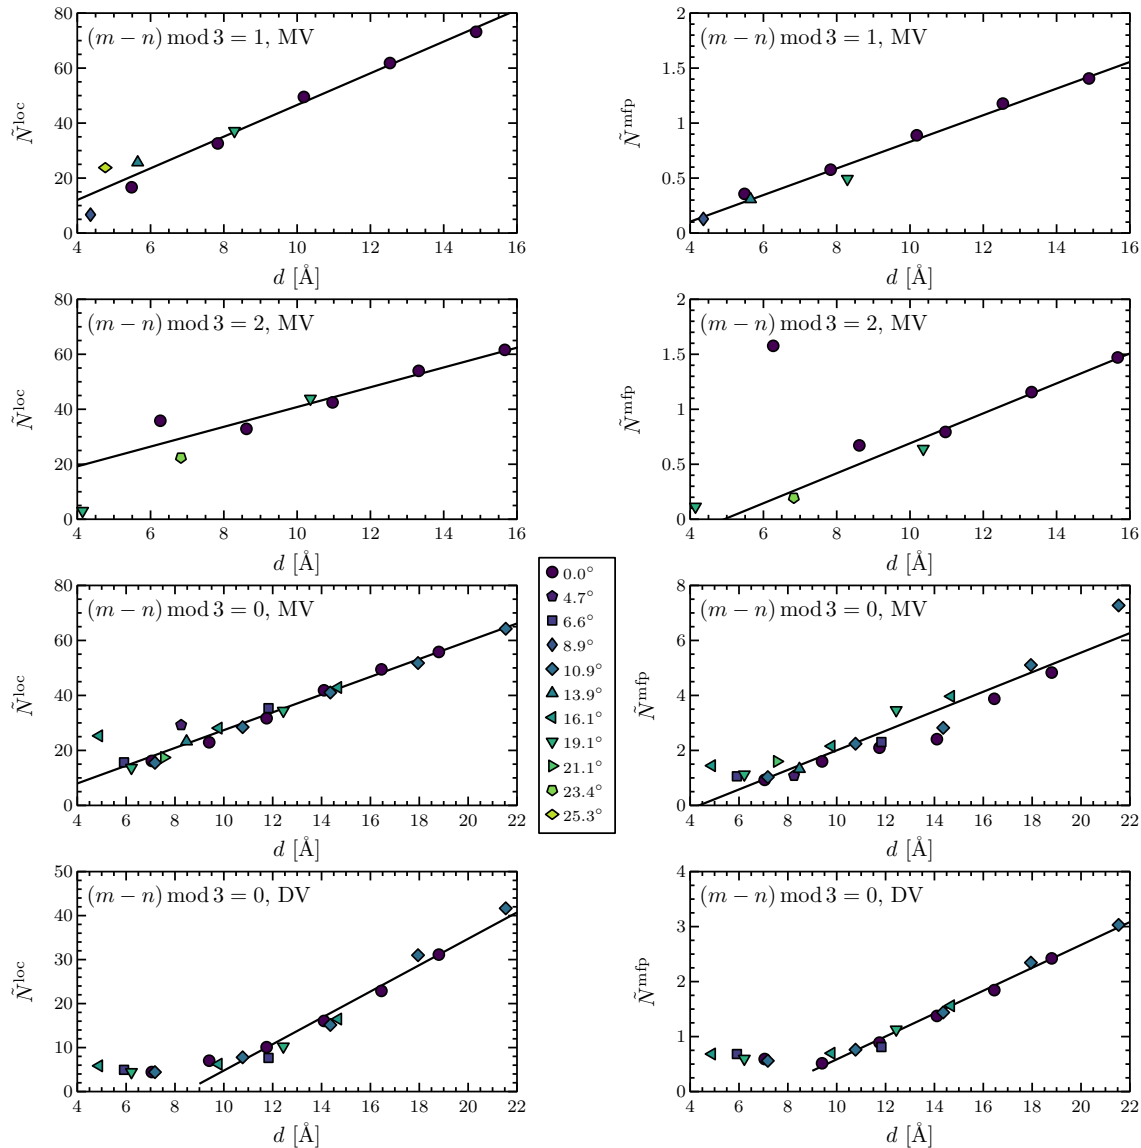 80
60
40
20
0
Ñ^loc
(m − n) mod 3 = 1, MV
4 6 8 10 12 14 16
d [Å]
2
1.5
1
0.5
0
Ñ^mfp
(m − n) mod 3 = 1, MV
4 6 8 10 12 14 16
d [Å]
80
60
40
20
0
Ñ^loc
(m − n) mod 3 = 2, MV
4 6 8 10 12 14 16
d [Å]
2
1.5
1
0.5
0
Ñ^mfp
(m − n) mod 3 = 2, MV
4 6 8 10 12 14 16
d [Å]
0.0°
4.7°
6.6°
8.9°
10.9°
13.9°
16.1°
19.1°
21.1°
23.4°
25.3°
80
60
40
20
0
Ñ^loc
(m − n) mod 3 = 0, MV
4 6 8 10 12 14 16 18 20 22
d [Å]
8
6
4
2
0
Ñ^mfp
(m − n) mod 3 = 0, MV
4 6 8 10 12 14 16 18 20 22
d [Å]
50
40
30
20
10
0
Ñ^loc
(m − n) mod 3 = 0, DV
4 6 8 10 12 14 16 18 20 22
d [Å]
4
3
2
1
0
Ñ^mfp
(m − n) mod 3 = 0, DV
4 6 8 10 12 14 16 18 20 22
d [Å]